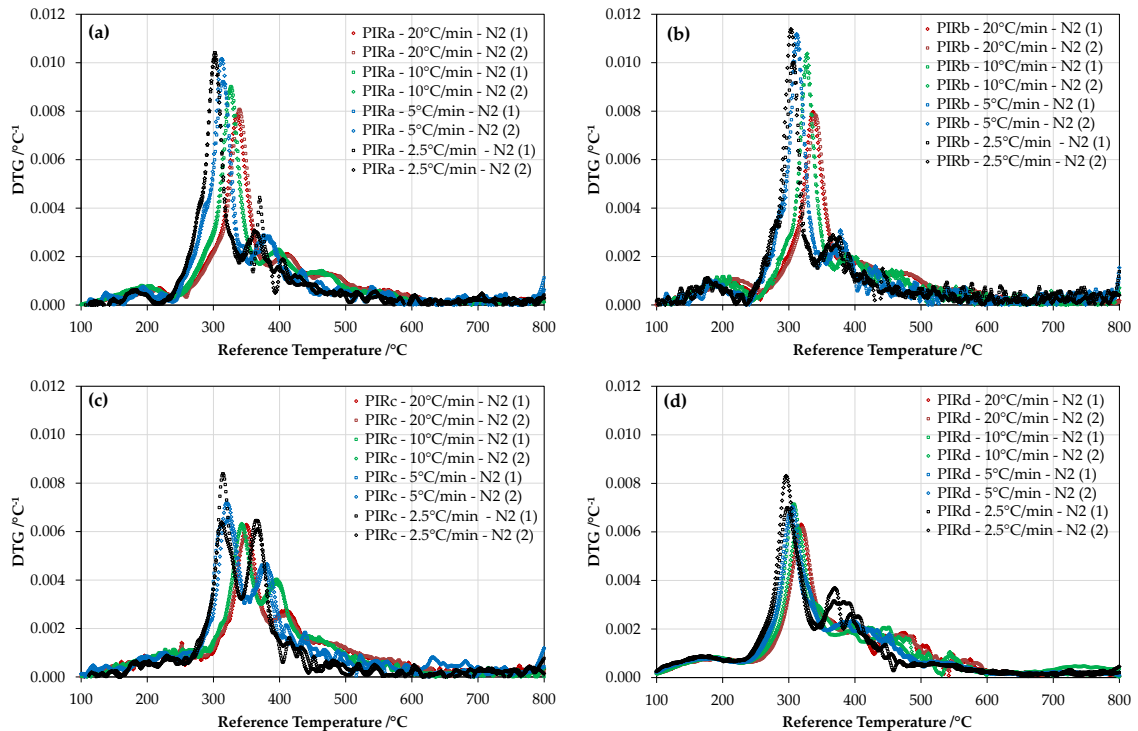 (a)
PIRa - 20°C/min - N2 (1)
PIRa - 20°C/min - N2 (2)
PIRa - 10°C/min - N2 (1)
PIRa - 10°C/min - N2 (2)
PIRa - 5°C/min - N2 (1)
PIRa - 5°C/min - N2 (2)
PIRa - 2.5°C/min - N2 (1)
PIRa - 2.5°C/min - N2 (2)
0.012
0.010
0.008
0.006
0.004
0.002
0.000
DTG /°C⁻¹
100 200 300 400 500 600 700 800
Reference Temperature /°C
(b)
PIRb - 20°C/min - N2 (1)
PIRb - 20°C/min - N2 (2)
PIRb - 10°C/min - N2 (1)
PIRb - 10°C/min - N2 (2)
PIRb - 5°C/min - N2 (1)
PIRb - 5°C/min - N2 (2)
PIRb - 2.5°C/min - N2 (1)
PIRb - 2.5°C/min - N2 (2)
0.012
0.010
0.008
0.006
0.004
0.002
0.000
DTG /°C⁻¹
100 200 300 400 500 600 700 800
Reference Temperature /°C
(c)
PIRc - 20°C/min - N2 (1)
PIRc - 20°C/min - N2 (2)
PIRc - 10°C/min - N2 (1)
PIRc - 10°C/min - N2 (2)
PIRc - 5°C/min - N2 (1)
PIRc - 5°C/min - N2 (2)
PIRc - 2.5°C/min - N2 (1)
PIRc - 2.5°C/min - N2 (2)
0.012
0.010
0.008
0.006
0.004
0.002
0.000
DTG /°C⁻¹
100 200 300 400 500 600 700 800
Reference Temperature /°C
(d)
PIRd - 20°C/min - N2 (1)
PIRd - 20°C/min - N2 (2)
PIRd - 10°C/min - N2 (1)
PIRd - 10°C/min - N2 (2)
PIRd - 5°C/min - N2 (1)
PIRd - 5°C/min - N2 (2)
PIRd - 2.5°C/min - N2 (1)
PIRd - 2.5°C/min - N2 (2)
0.012
0.010
0.008
0.006
0.004
0.002
0.000
DTG /°C⁻¹
100 200 300 400 500 600 700 800
Reference Temperature /°C